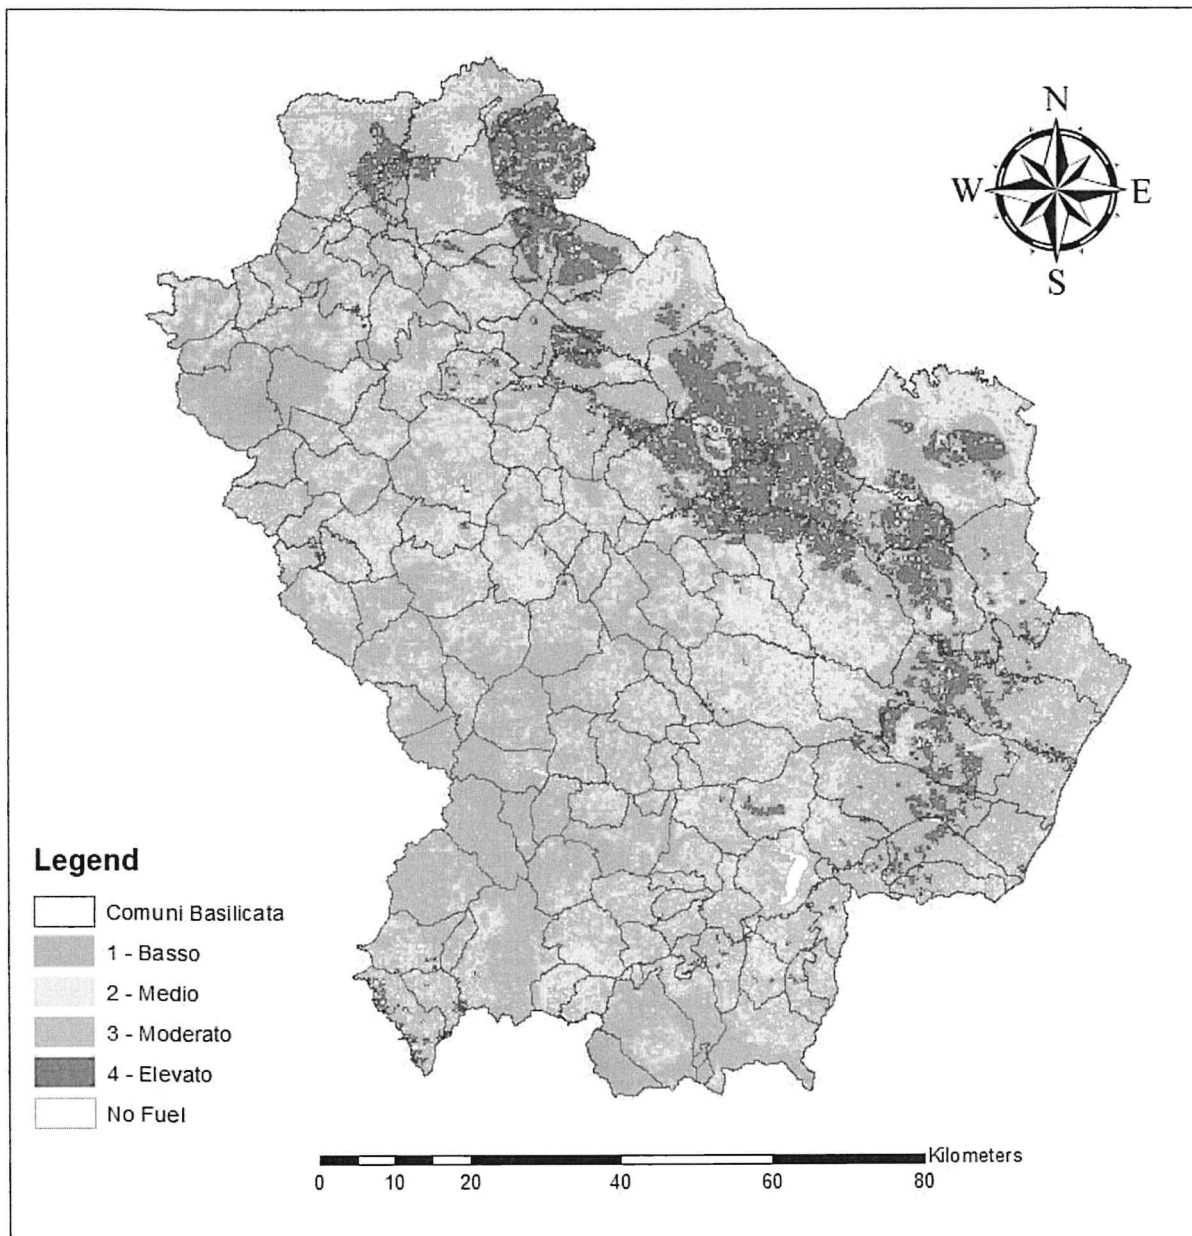 N
W E
S
Legend
Comuni Basilicata
1 - Basso
2 - Medio
3 - Moderato
4 - Elevato
No Fuel
Kilometers
0 10 20 40 60 80